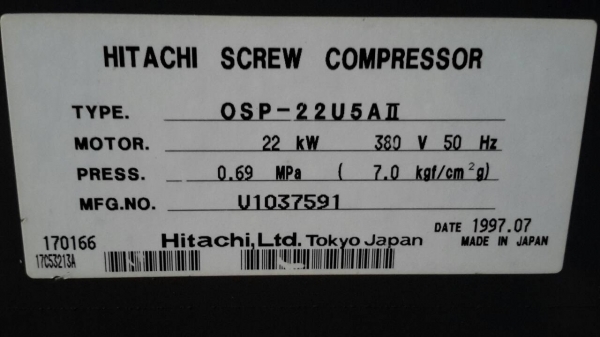 HITACHI SCREW COMPRESSOR
TYPE. OSP-22U5AⅡ
MOTOR. 22 kW 380 V 50 Hz
PRESS. 0.69 MPa ( 7.0 kgf/cm²g)
MFG.NO. U1037591
DATE 1997.07
170166 Hitachi,Ltd. Tokyo Japan MADE IN JAPAN
17C53213A